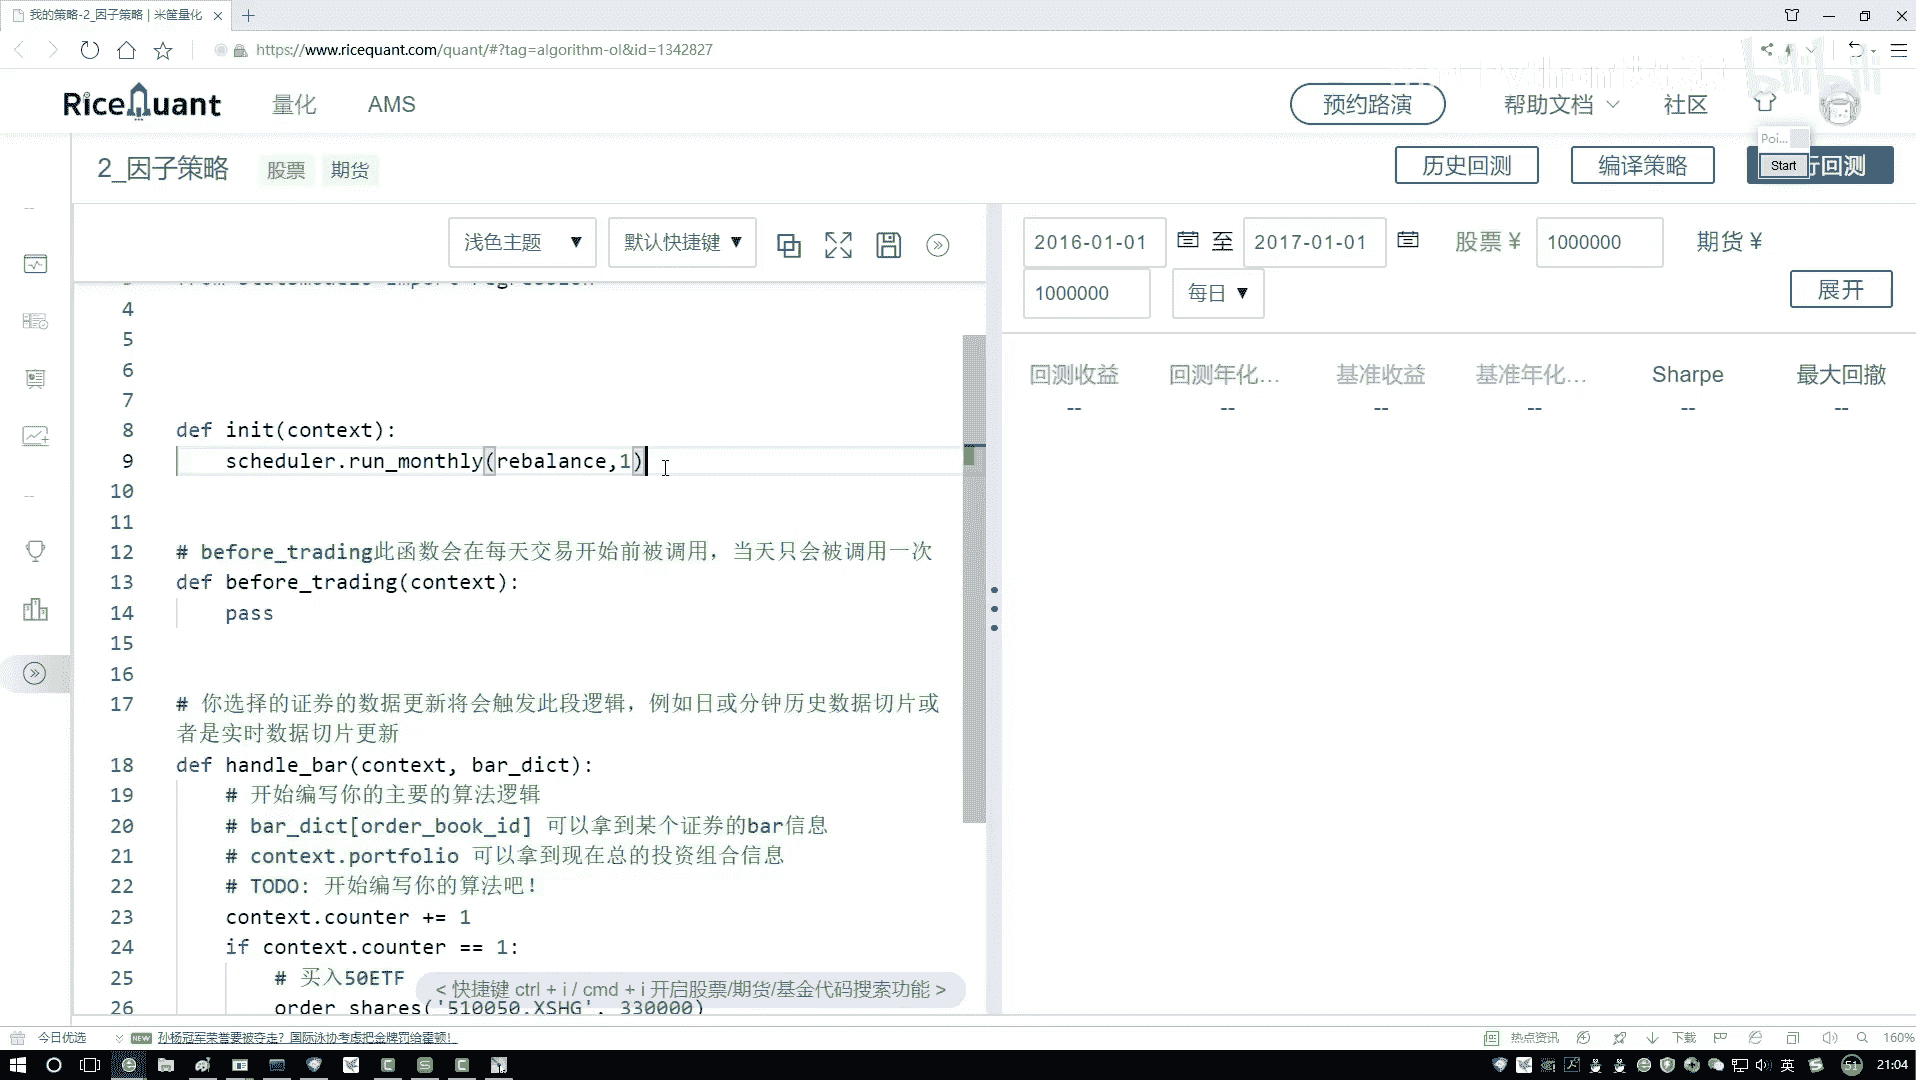 我的策略-2_因子策略 | 米筐量化
https://www.ricequant.com/quant/#?tag=algorithm-ol&id=1342827
RiceQuant 量化 AMS 预约路演 帮助文档 社区
Poi...
2_因子策略 股票 期货 历史回测 编译策略 Start 行回测
浅色主题 默认快捷键
2016-01-01 至 2017-01-01 股票 ¥ 1000000 期货 ¥
1000000 每日 展开
回测收益 回测年化... 基准收益 基准年化... Sharpe 最大回撤
-- -- -- -- -- --
4
5
6
7
8 def init(context):
9 scheduler.run_monthly(rebalance,1)
10
11
12 # before_trading此函数会在每天交易开始前被调用，当天只会被调用一次
13 def before_trading(context):
14 pass
15
16
17 # 你选择的证券的数据更新将会触发此段逻辑，例如日或分钟历史数据切片或
者是实时数据切片更新
18 def handle_bar(context, bar_dict):
19 # 开始编写你的主要的算法逻辑
20 # bar_dict[order_book_id] 可以拿到某个证券的bar信息
21 # context.portfolio 可以拿到现在总的投资组合信息
22 # TODO: 开始编写你的算法吧！
23 context.counter += 1
24 if context.counter == 1:
25 # 买入50ETF
< 快捷键 ctrl + i / cmd + i 开启股票/期货/基金代码搜索功能 >
26 order_shares('510050.XSHG', 330000)
今日优选 NEW 孙杨冠军荣誉要被夺走？国际泳协考虑把金牌罚给霍顿！ 热点资讯 下载 160%
英 51 21:04